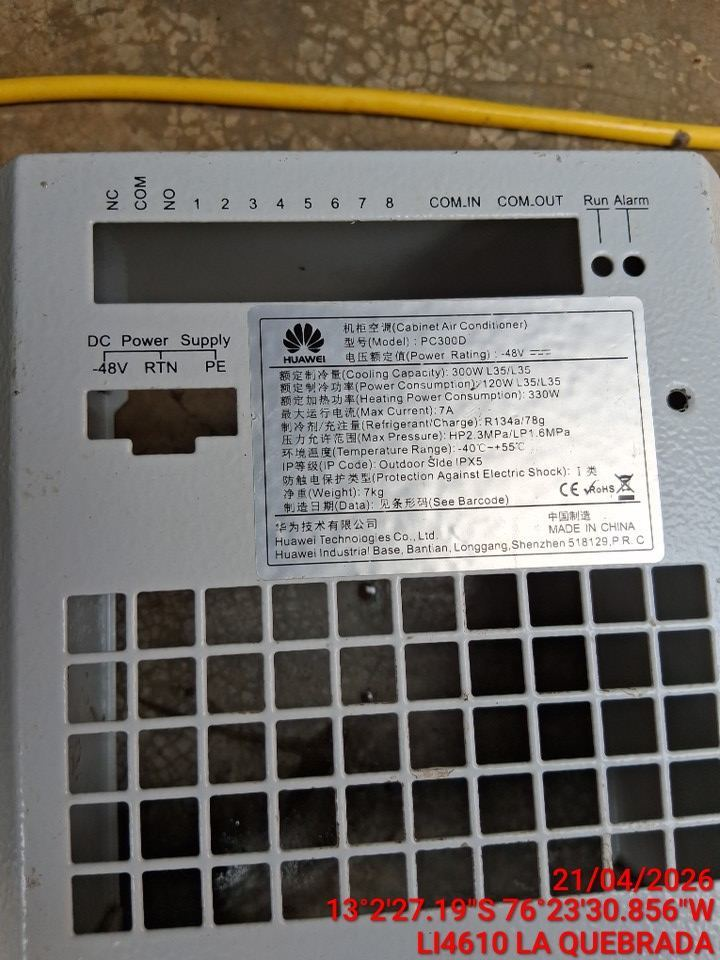 NC COM NO 1 2 3 4 5 6 7 8 COM_IN COM_OUT Run Alarm
DC Power Supply
-48V RTN PE
HUAWEI
机柜空调(Cabinet Air Conditioner)
型号(Model) : PC300D
电压额定值(Power Rating) : -48V
额定制冷量(Cooling Capacity): 300W L35/L35
额定制冷功率(Power Consumption): 120W L35/L35
额定加热功率(Heating Power Consumption): 330W
最大运行电流(Max Current): 7A
制冷剂/充注量(Refrigerant/Charge): R134a/78g
压力允许范围(Max Pressure): HP2.3MPa/LP1.6MPa
环境温度(Temperature Range): -40℃~+55℃
IP等级(IP Code): Outdoor Side IPX5
防触电保护类型(Protection Against Electric Shock): I 类
净重(Weight): 7kg
制造日期(Data): 见条形码(See Barcode)
CE RoHS
华为技术有限公司
中国制造
Huawei Technologies Co., Ltd.
MADE IN CHINA
Huawei Industrial Base, Bantian, Longgang, Shenzhen 518129, P.R. C
21/04/2026
13°2'27.19"S 76°23'30.856"W
LI4610 LA QUEBRADA